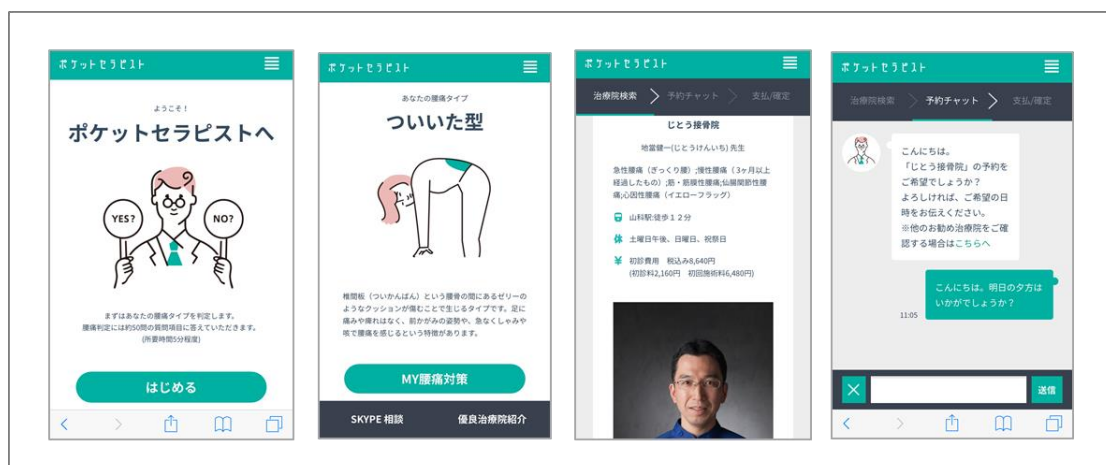 ポケットセラピスト
ようこそ!
ポケットセラピストへ
YES?
NO?
まずはあなたの腰痛タイプを判定します。
腰痛判定には約50問の質問項目に答えていただきます。
(所要時間5分程度)
はじめる
ポケットセラピスト
あなたの腰痛タイプ
ついいた型
椎間板(ついかんばん)という腰骨の間にあるゼリー
のようなクッションが傷むことで生じるタイプです。足に
痛みや痺れはなく、前かがみの姿勢や、急なくしゃみや
咳で腰痛を感じるという特徴があります。
MY腰痛対策
SKYPE 相談
優良治療院紹介
ポケットセラピスト
治療院検索
予約チャット
支払/確定
じとう接骨院
地當健一(じとうけんいち) 先生
急性腰痛(ぎっくり腰);慢性腰痛(3ヶ月以上
経過したもの);筋・筋膜性腰痛;仙腸関節性腰
痛;心因性腰痛(イエローフラッグ)
山科駅:徒歩12分
休 土曜日午後、日曜日、祝祭日
¥ 初診費用 税込み8,640円
(初診料2,160円 初回施術料6,480円)
ポケットセラピスト
治療院検索
予約チャット
支払/確定
こんにちは。
「じとう接骨院」の予約を
ご希望でしょうか?
よろしければ、ご希望の日
時をお伝えください。
※他のお勧め治療院をご確
認する場合はこちらへ
こんにちは。明日の夕方は
いかがでしょうか?
11:05
送信